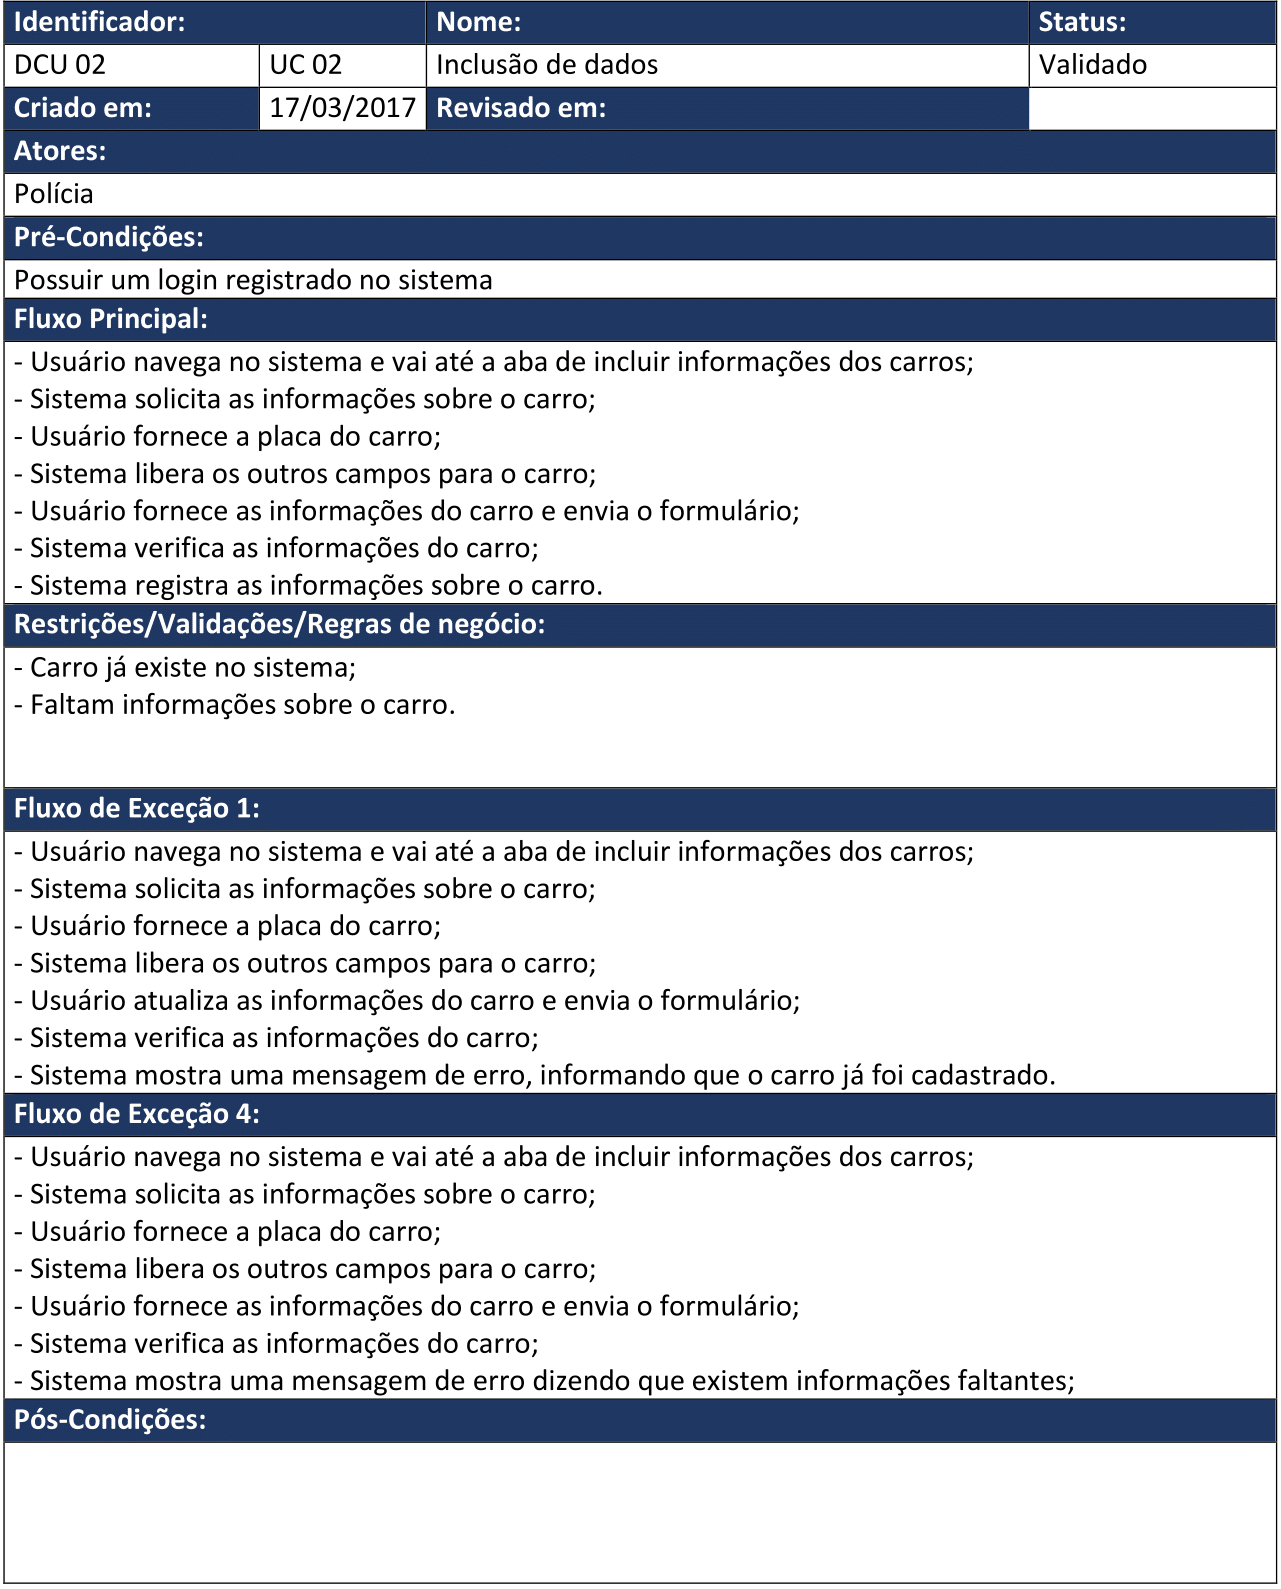 Identificador: Nome: Status:
DCU 02 UC 02 Inclusão de dados Validado
Criado em: 17/03/2017 Revisado em:
Atores:
Polícia
Pré-Condições:
Possuir um login registrado no sistema
Fluxo Principal:
- Usuário navega no sistema e vai até a aba de incluir informações dos carros;
- Sistema solicita as informações sobre o carro;
- Usuário fornece a placa do carro;
- Sistema libera os outros campos para o carro;
- Usuário fornece as informações do carro e envia o formulário;
- Sistema verifica as informações do carro;
- Sistema registra as informações sobre o carro.
Restrições/Validações/Regras de negócio:
- Carro já existe no sistema;
- Faltam informações sobre o carro.
Fluxo de Exceção 1:
- Usuário navega no sistema e vai até a aba de incluir informações dos carros;
- Sistema solicita as informações sobre o carro;
- Usuário fornece a placa do carro;
- Sistema libera os outros campos para o carro;
- Usuário atualiza as informações do carro e envia o formulário;
- Sistema verifica as informações do carro;
- Sistema mostra uma mensagem de erro, informando que o carro já foi cadastrado.
Fluxo de Exceção 4:
- Usuário navega no sistema e vai até a aba de incluir informações dos carros;
- Sistema solicita as informações sobre o carro;
- Usuário fornece a placa do carro;
- Sistema libera os outros campos para o carro;
- Usuário fornece as informações do carro e envia o formulário;
- Sistema verifica as informações do carro;
- Sistema mostra uma mensagem de erro dizendo que existem informações faltantes;
Pós-Condições: